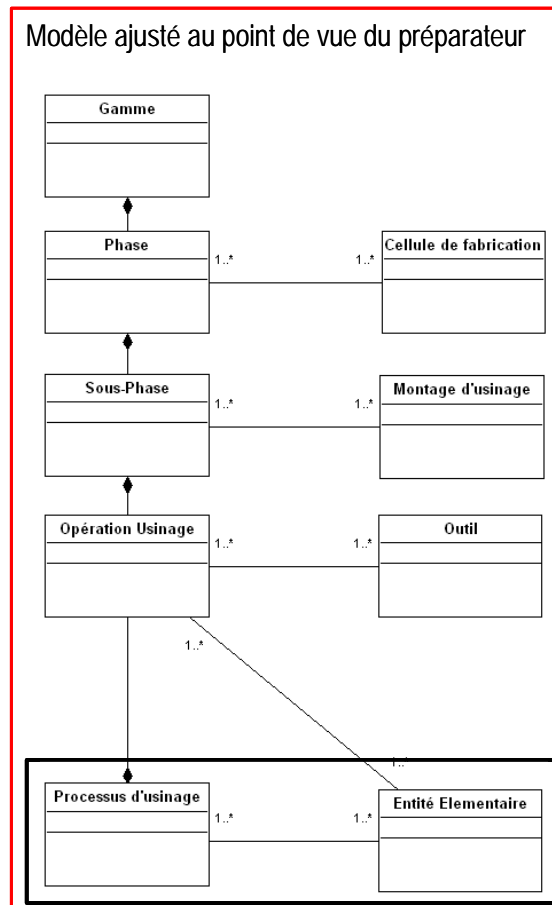 Modèle ajusté au point de vue du préparateur
Gamme
Phase
Cellule de fabrication
1..*
1..*
Sous-Phase
Montage d'usinage
1..*
1..*
Opération Usinage
Outil
1..*
1..*
1..*
1..*
Processus d'usinage
Entité Elementaire
1..*
1..*